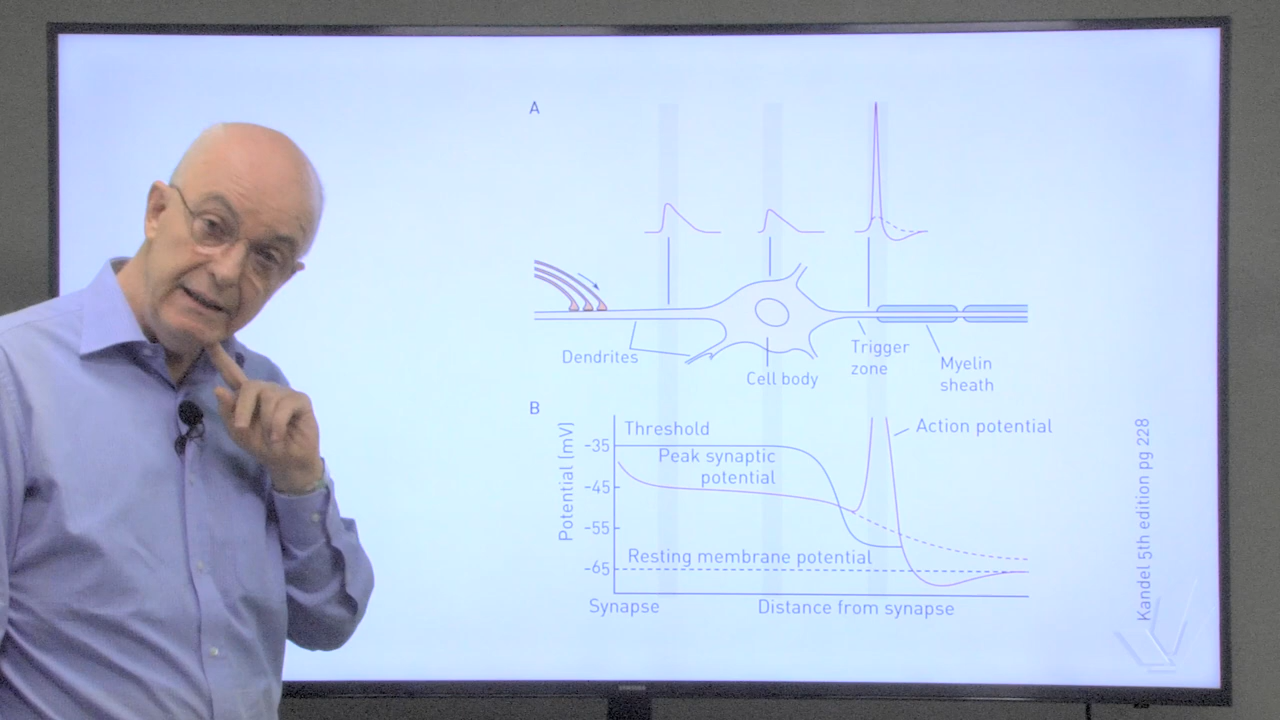 A
Dendrites
Cell body
Trigger
zone
Myelin
sheath
B
Potential (mV)
-35
-45
-55
-65
Threshold
Peak synaptic
potential
Action potential
Resting membrane potential
Synapse
Distance from synapse
Kandel 5th edition pg 228
SAMSUNG